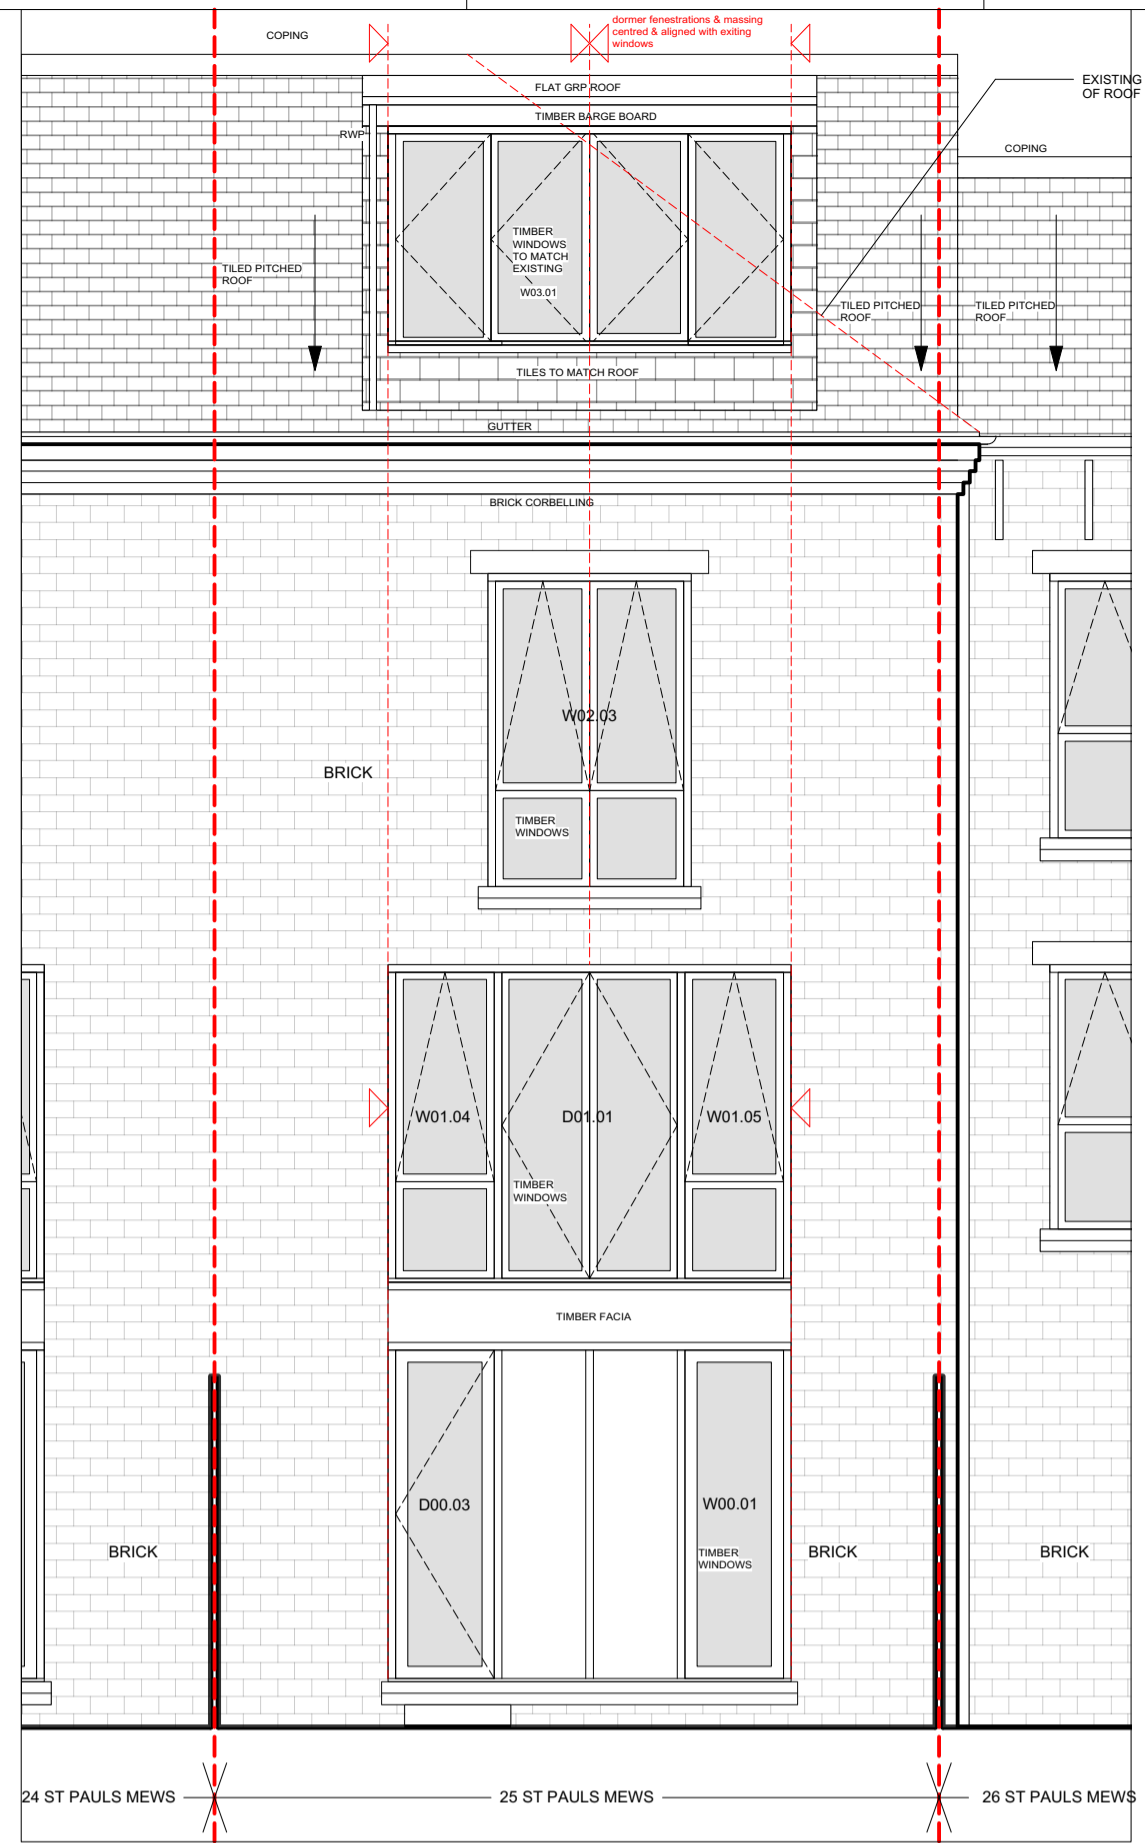 dormer fenestrations & massing
centred & aligned with exiting
windows
COPING
EXISTING
OF ROOF
FLAT GRP ROOF
TIMBER BARGE BOARD
RWP
COPING
TIMBER
WINDOWS
TO MATCH
EXISTING
W03.01
TILED PITCHED
ROOF
TILED PITCHED
ROOF
TILED PITCHED
ROOF
TILES TO MATCH ROOF
GUTTER
BRICK CORBELLING
W02.03
BRICK
TIMBER
WINDOWS
W01.04
D01.01
W01.05
TIMBER
WINDOWS
TIMBER FACIA
D00.03
W00.01
TIMBER
WINDOWS
BRICK
BRICK
BRICK
24 ST PAULS MEWS
25 ST PAULS MEWS
26 ST PAULS MEWS